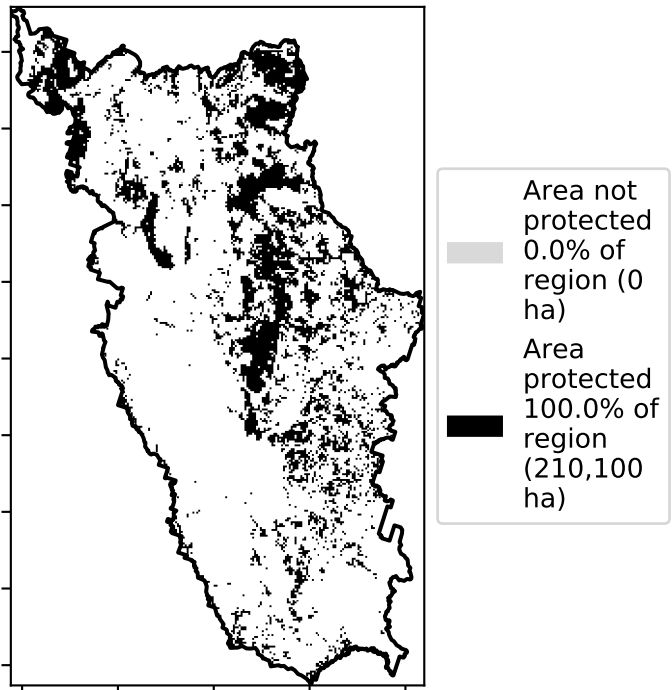 Area not
protected
0.0% of
region (0
ha)
Area
protected
100.0% of
region
(210,100
ha)